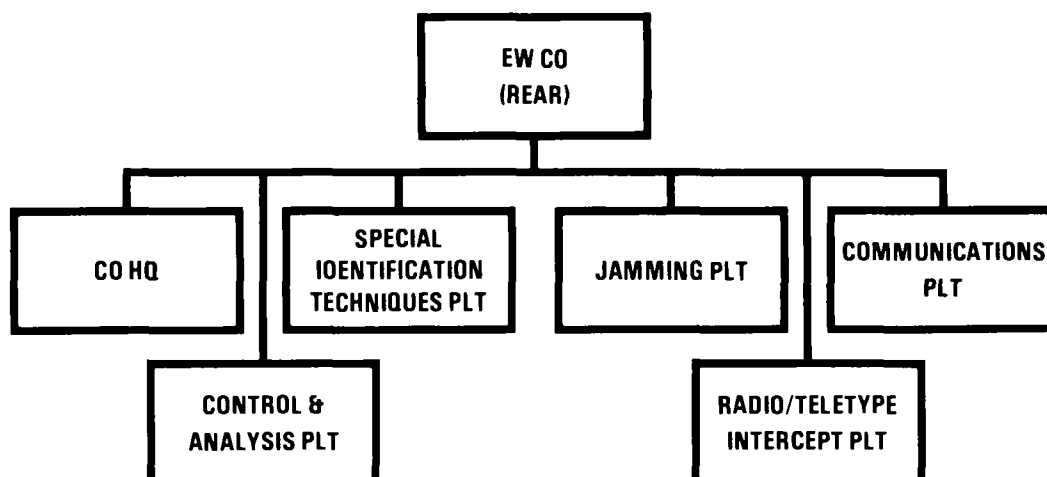 EW CO
(REAR)
CO HQ
SPECIAL
IOENTIFICATION
TECHNIQUES PLT
JAMMING PLT
COMMUNICATIONS
PLT
CONTROL &
ANALYSIS PLT
RADIO/TELETYPE
INTERCEPT PLT